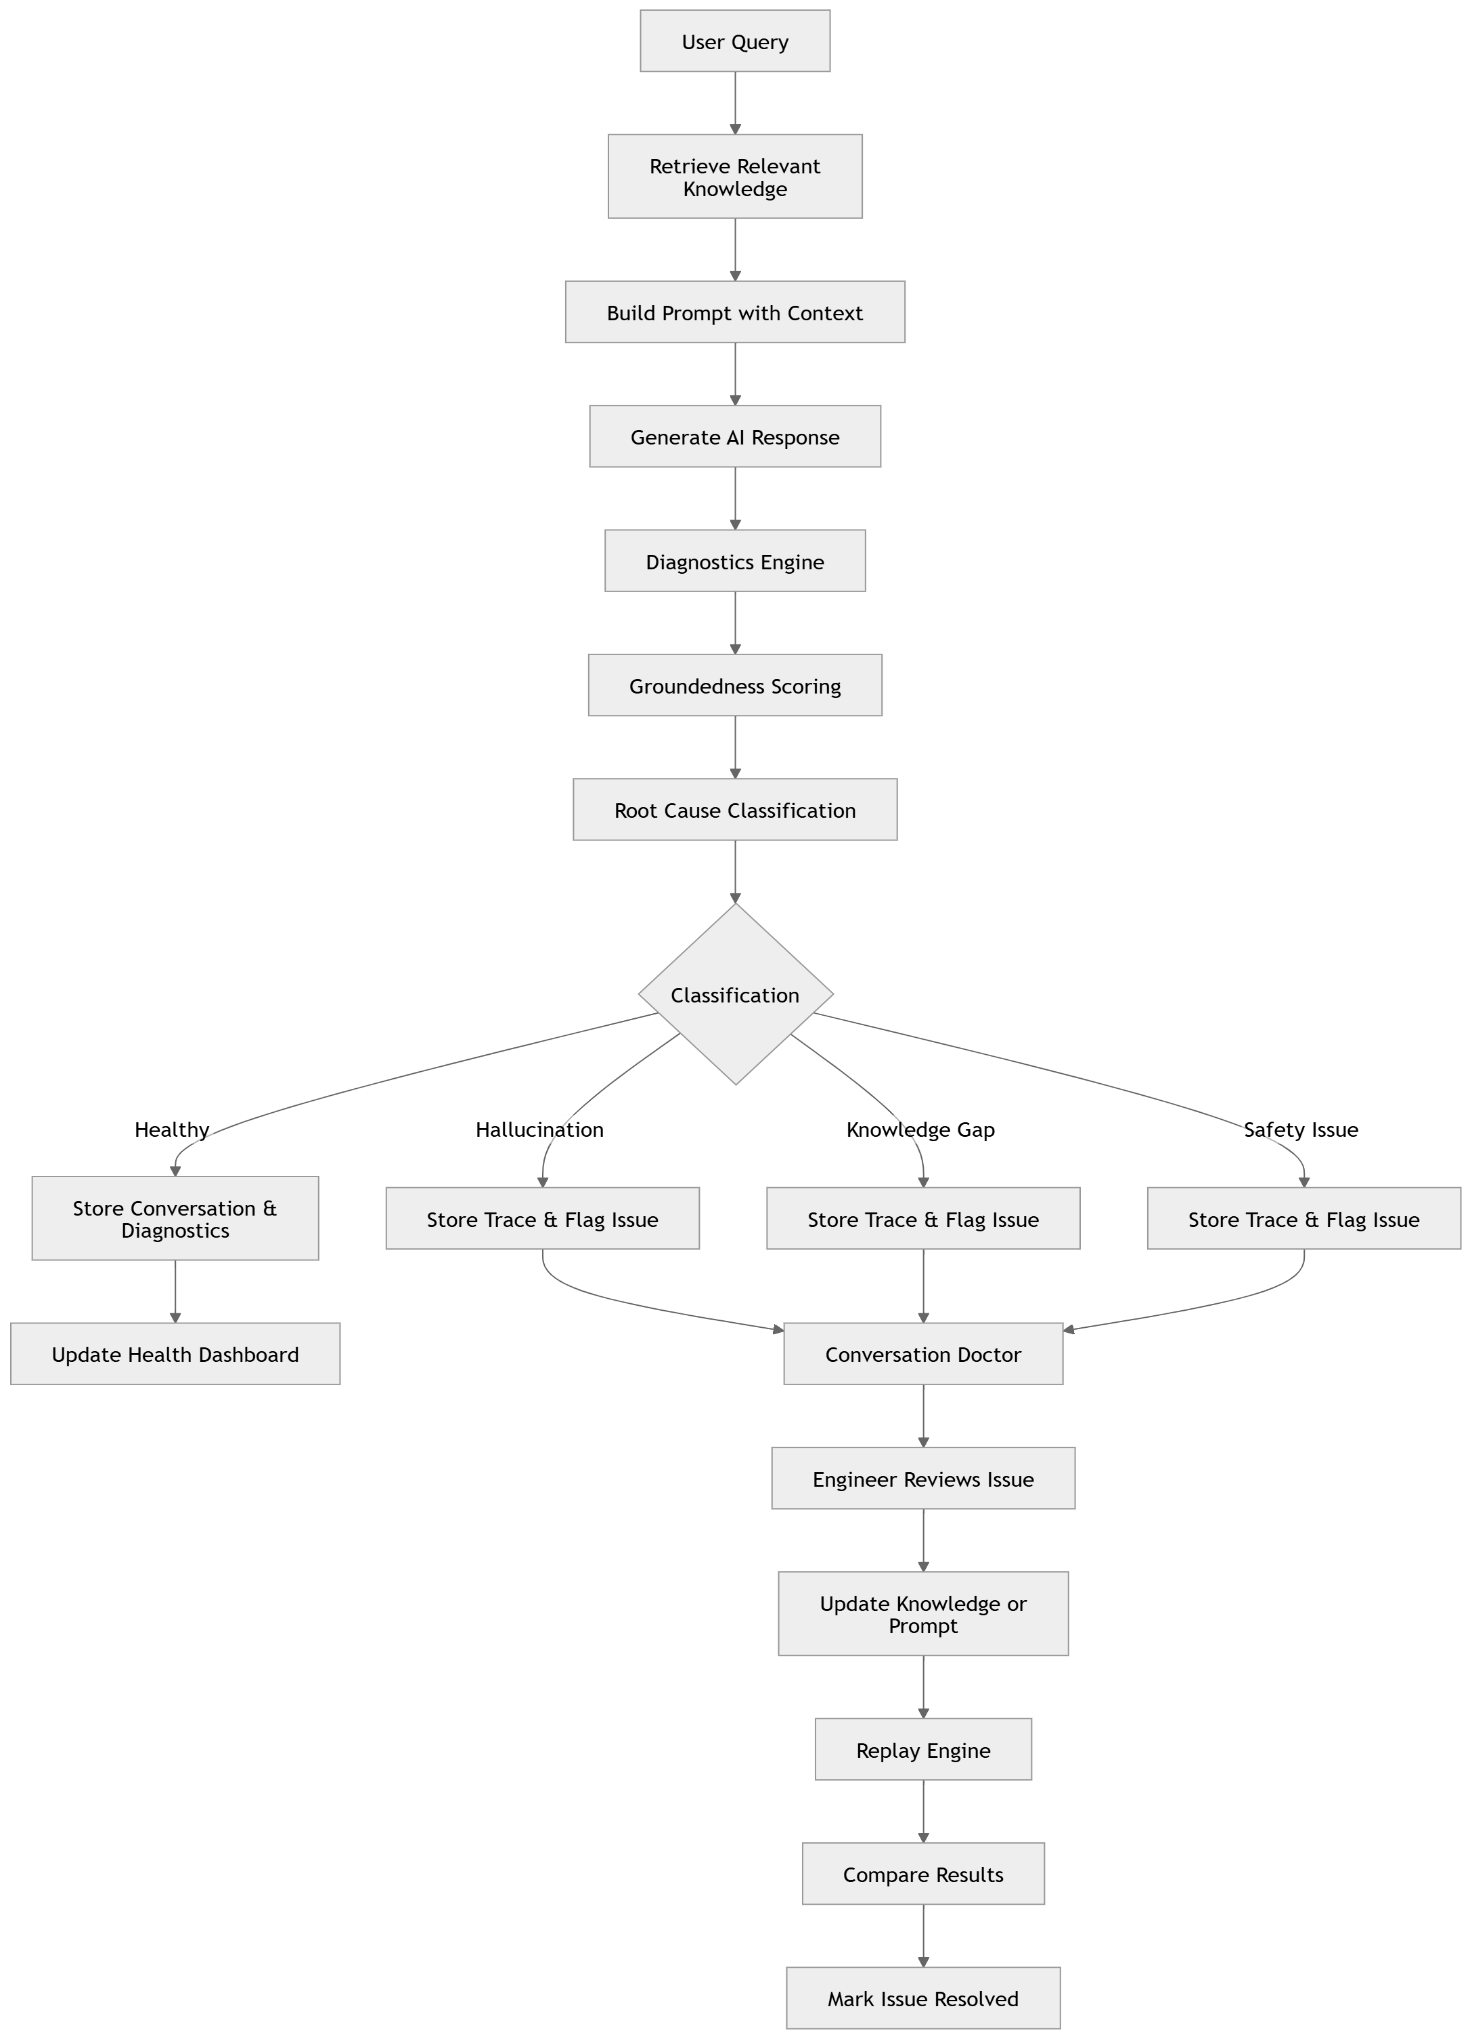 User Query
Retrieve Relevant
Knowledge
Build Prompt with Context
Generate AI Response
Diagnostics Engine
Groundedness Scoring
Root Cause Classification
Classification
Healthy
Hallucination
Knowledge Gap
Safety Issue
Store Conversation &
Diagnostics
Store Trace & Flag Issue
Store Trace & Flag Issue
Store Trace & Flag Issue
Update Health Dashboard
Conversation Doctor
Engineer Reviews Issue
Update Knowledge or
Prompt
Replay Engine
Compare Results
Mark Issue Resolved